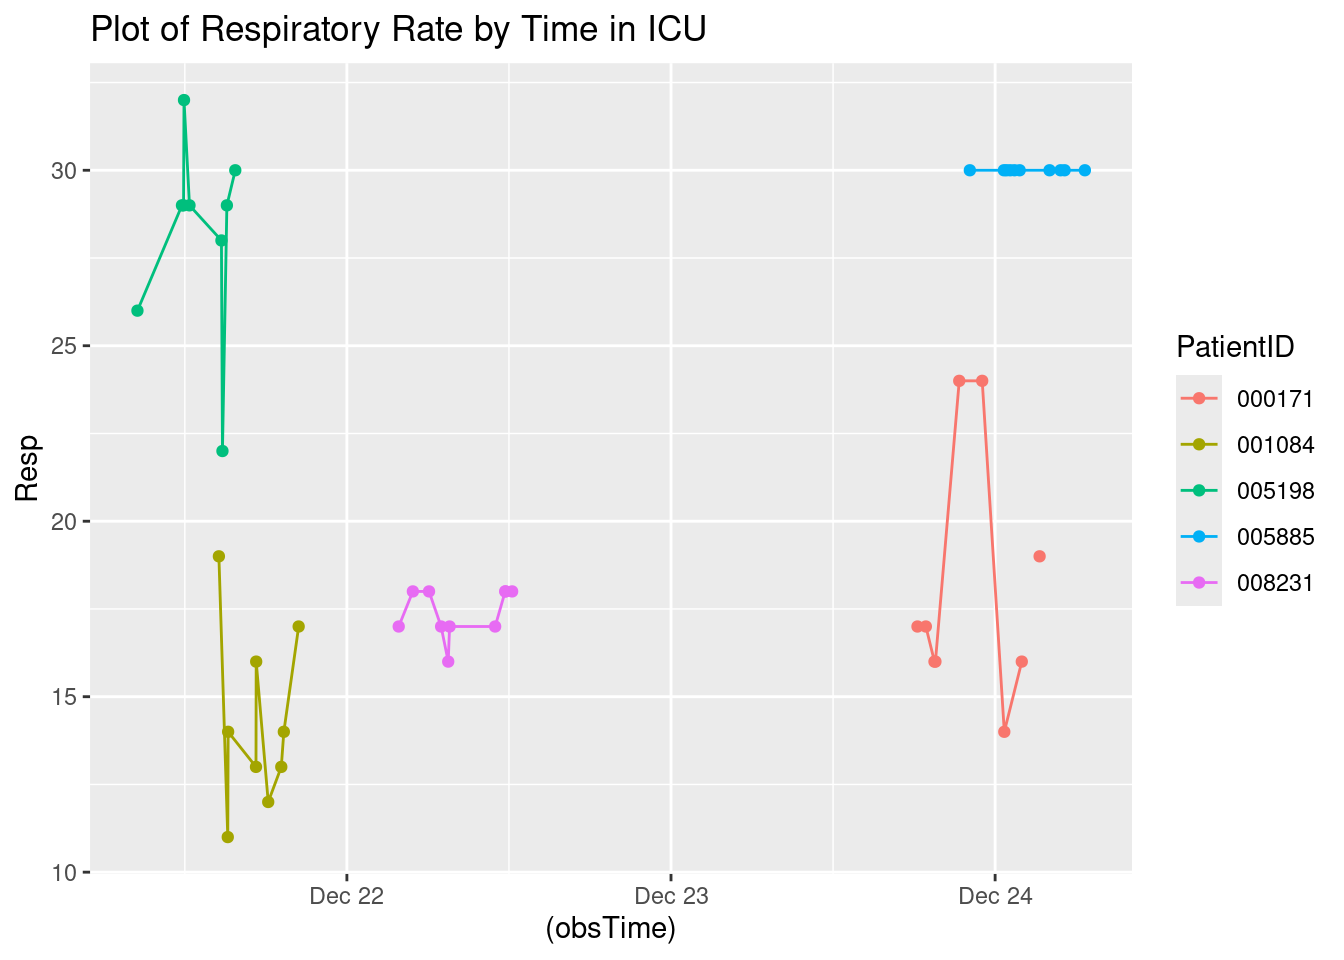 Plot of Respiratory Rate by Time in ICU
30
25
20
15
10
Resp
Dec 22
Dec 23
Dec 24
(obsTime)
PatientID
000171
001084
005198
005885
008231